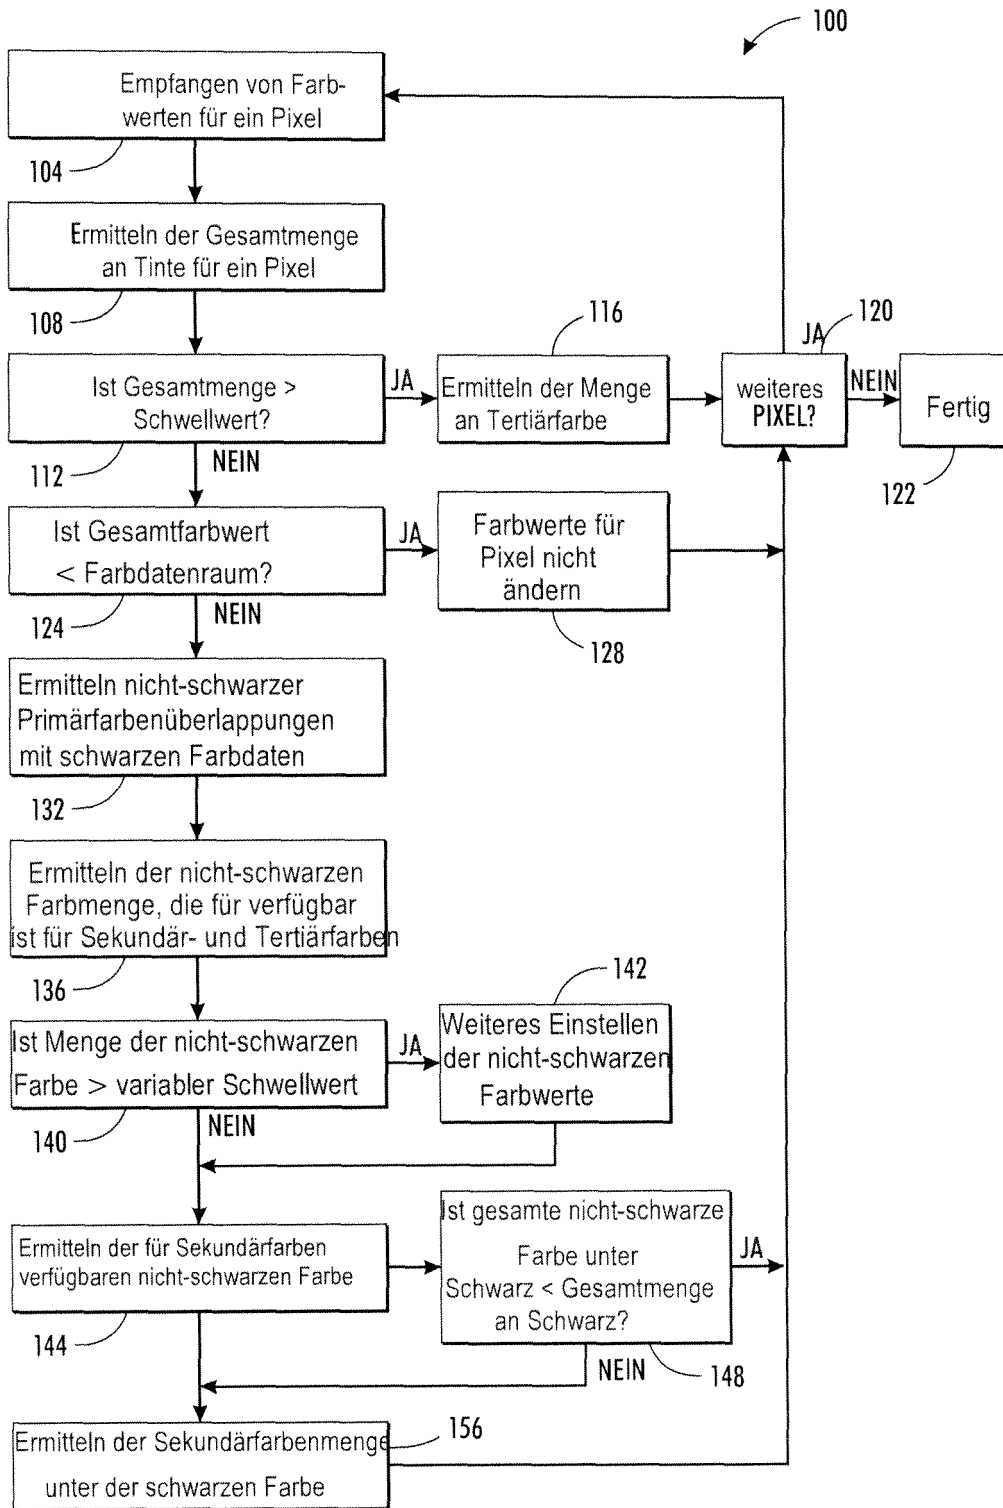 100
Empfangen von Farb-
werten für ein Pixel
104
Ermitteln der Gesamtmenge
an Tinte für ein Pixel
108
Ist Gesamtmenge >
Schwellwert?
112
JA
NEIN
Ermitteln der Menge
an Tertiärfarbe
116
weiteres
PIXEL?
120
JA
NEIN
Fertig
122
Ist Gesamtfarbwert
< Farbdatenraum?
124
JA
NEIN
Farbwerte für
Pixel nicht
ändern
128
Ermitteln nicht-schwarzer
Primärfarbenüberlappungen
mit schwarzen Farbdaten
132
Ermitteln der nicht-schwarzen
Farbmenge, die für verfügbar
ist für Sekundär- und Tertiärfarben
136
Ist Menge der nicht-schwarzen
Farbe > variabler Schwellwert
140
JA
NEIN
Weiteres Einstellen
der nicht-schwarzen
Farbwerte
142
Ermitteln der für Sekundärfarben
verfügbaren nicht-schwarzen Farbe
144
Ist gesamte nicht-schwarze
Farbe unter
Schwarz < Gesamtmenge
an Schwarz?
148
JA
NEIN
Ermitteln der Sekundärfarbenmenge
unter der schwarzen Farbe
156